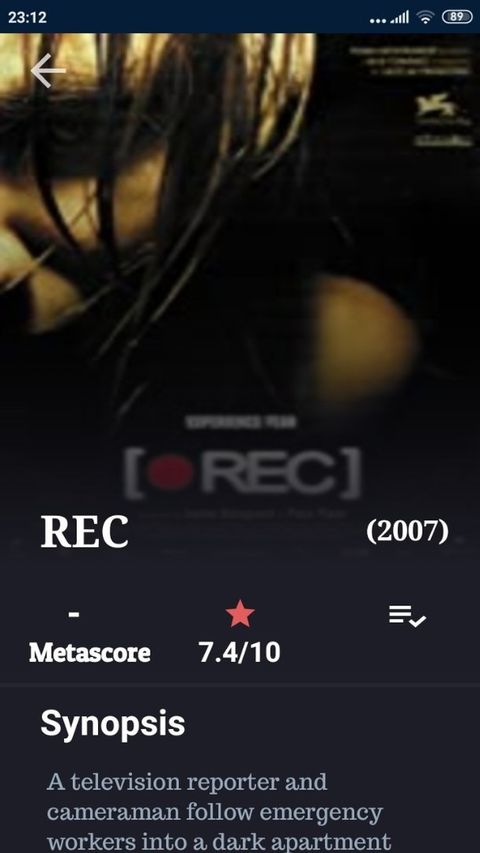 23:12
89
EXPERIENCE FEAR
[REC]
REC
(2007)
-
Metascore
7.4/10
Synopsis
A television reporter and
cameraman follow emergency
workers into a dark apartment